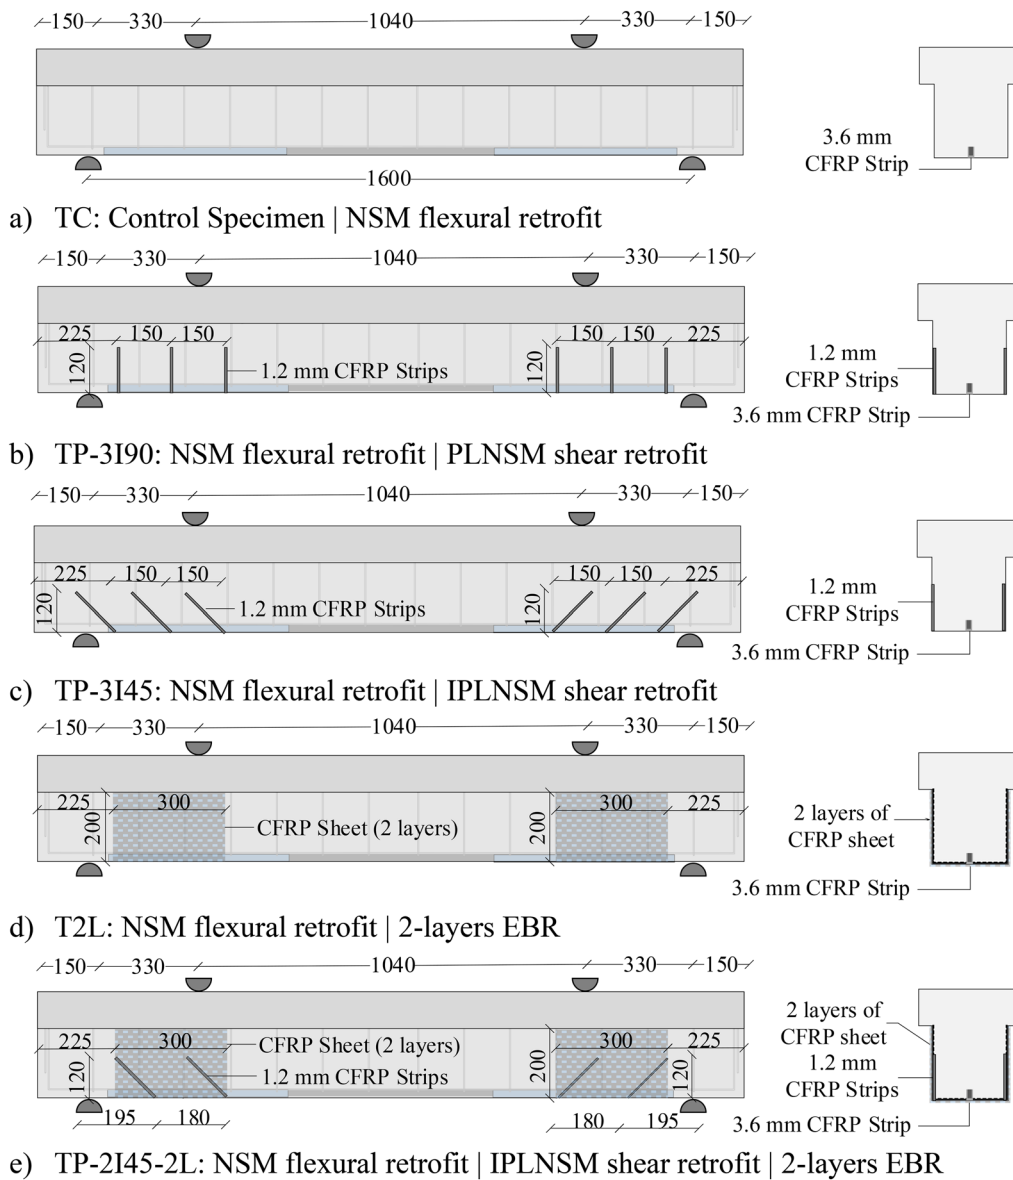 150 330 1040 330 150
3.6 mm
CFRP Strip
1600
a) TC: Control Specimen | NSM flexural retrofit
150 330 1040 330 150
225 150 150 150 150 225
120 1.2 mm CFRP Strips 120
1.2 mm
CFRP Strips
3.6 mm CFRP Strip
b) TP-3I90: NSM flexural retrofit | PLNSM shear retrofit
150 330 1040 330 150
225 150 150 150 150 225
120 1.2 mm CFRP Strips 120
1.2 mm
CFRP Strips
3.6 mm CFRP Strip
c) TP-3I45: NSM flexural retrofit | IPLNSM shear retrofit
150 330 1040 330 150
225 300 300 225
200 CFRP Sheet (2 layers) 200
2 layers of
CFRP sheet
3.6 mm CFRP Strip
d) T2L: NSM flexural retrofit | 2-layers EBR
150 330 1040 330 150
225 300 CFRP Sheet (2 layers) 300 225
120 1.2 mm CFRP Strips 200 120
195 180 180 195
2 layers of
CFRP sheet
1.2 mm
CFRP Strips
3.6 mm CFRP Strip
e) TP-2I45-2L: NSM flexural retrofit | IPLNSM shear retrofit | 2-layers EBR